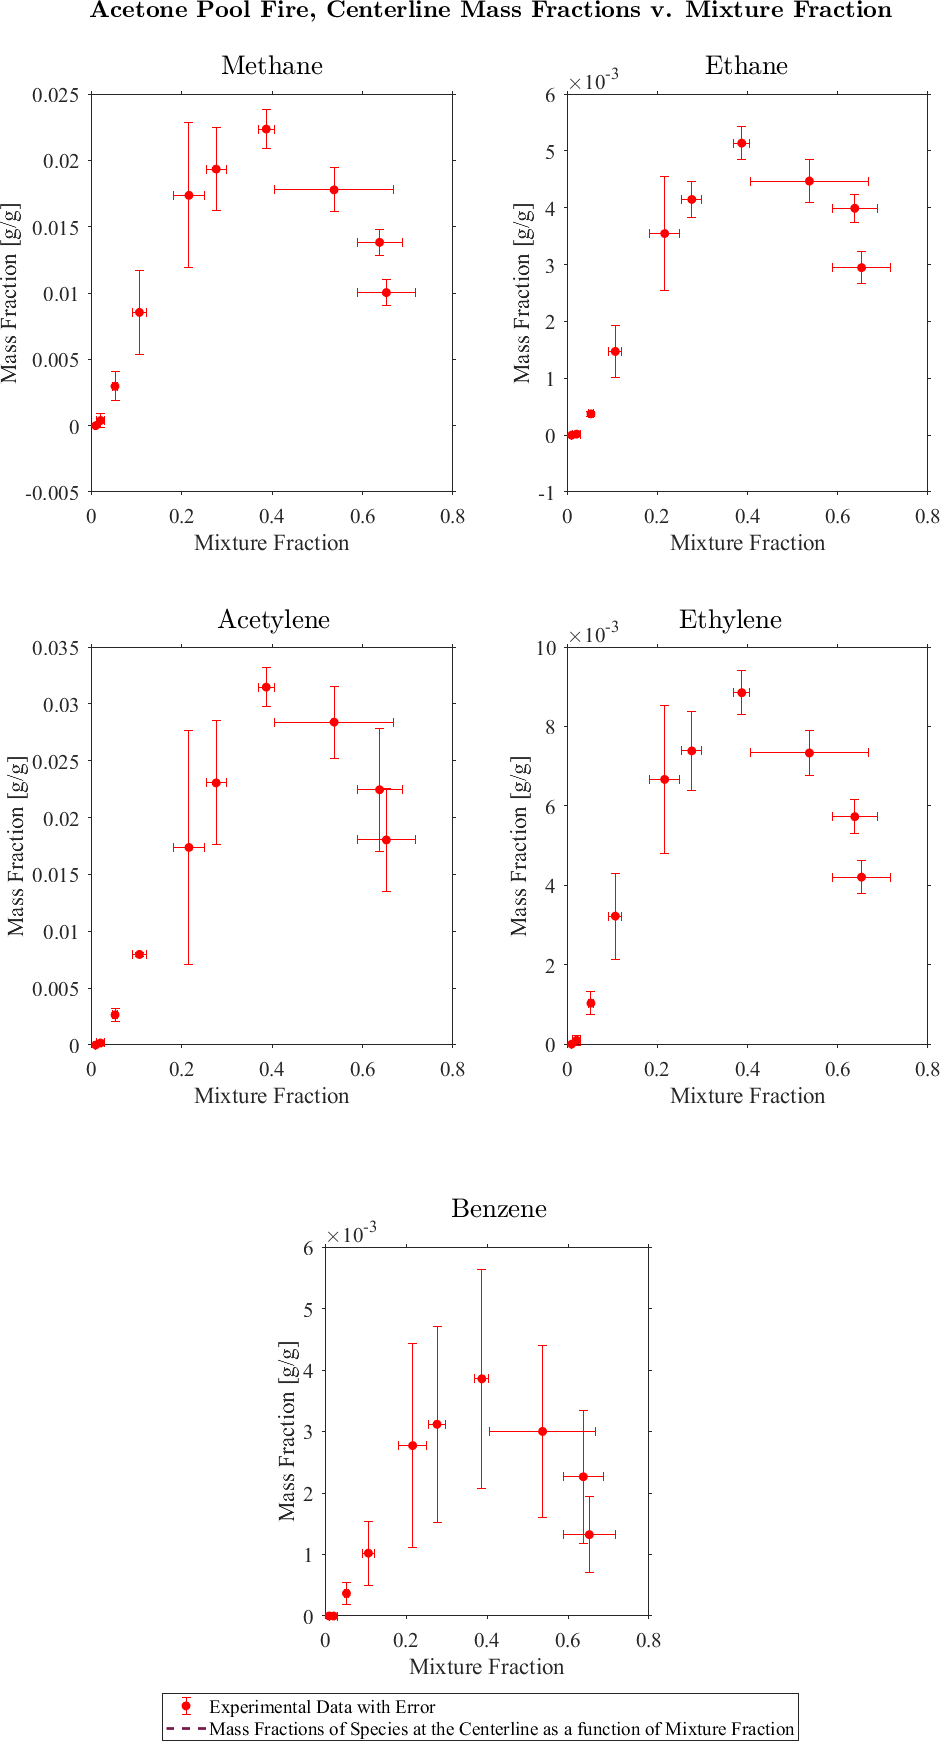 Acetone Pool Fire, Centerline Mass Fractions v. Mixture Fraction
Methane
0.025
0.02
0.015
0.01
0.005
0
-0.005
Mass Fraction [g/g]
0 0.2 0.4 0.6 0.8
Mixture Fraction
Ethane
×10-3
6
5
4
3
2
1
0
-1
Mass Fraction [g/g]
0 0.2 0.4 0.6 0.8
Mixture Fraction
Acetylene
0.035
0.03
0.025
0.02
0.015
0.01
0.005
0
Mass Fraction [g/g]
0 0.2 0.4 0.6 0.8
Mixture Fraction
Ethylene
×10-3
10
8
6
4
2
0
Mass Fraction [g/g]
0 0.2 0.4 0.6 0.8
Mixture Fraction
Benzene
×10-3
6
5
4
3
2
1
0
Mass Fraction [g/g]
0 0.2 0.4 0.6 0.8
Mixture Fraction
Experimental Data with Error
Mass Fractions of Species at the Centerline as a function of Mixture Fraction